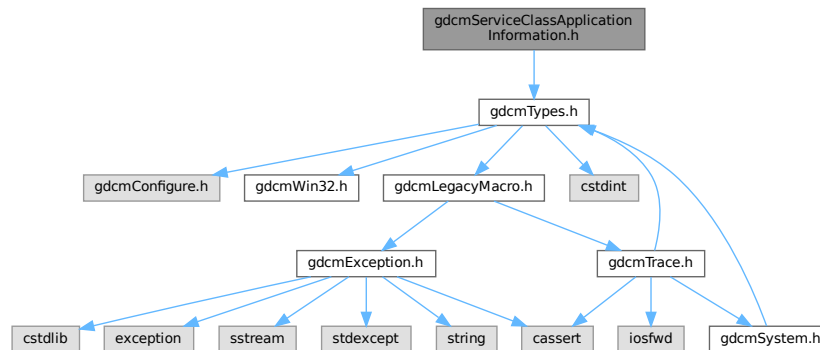 gdcmServiceClassApplication
Information.h
gdcmTypes.h
gdcmConfigure.h
gdcmWin32.h
gdcmLegacyMacro.h
cstdint
gdcmException.h
gdcmTrace.h
cstdlib
exception
sstream
stdexcept
string
cassert
iosfwd
gdcmSystem.h